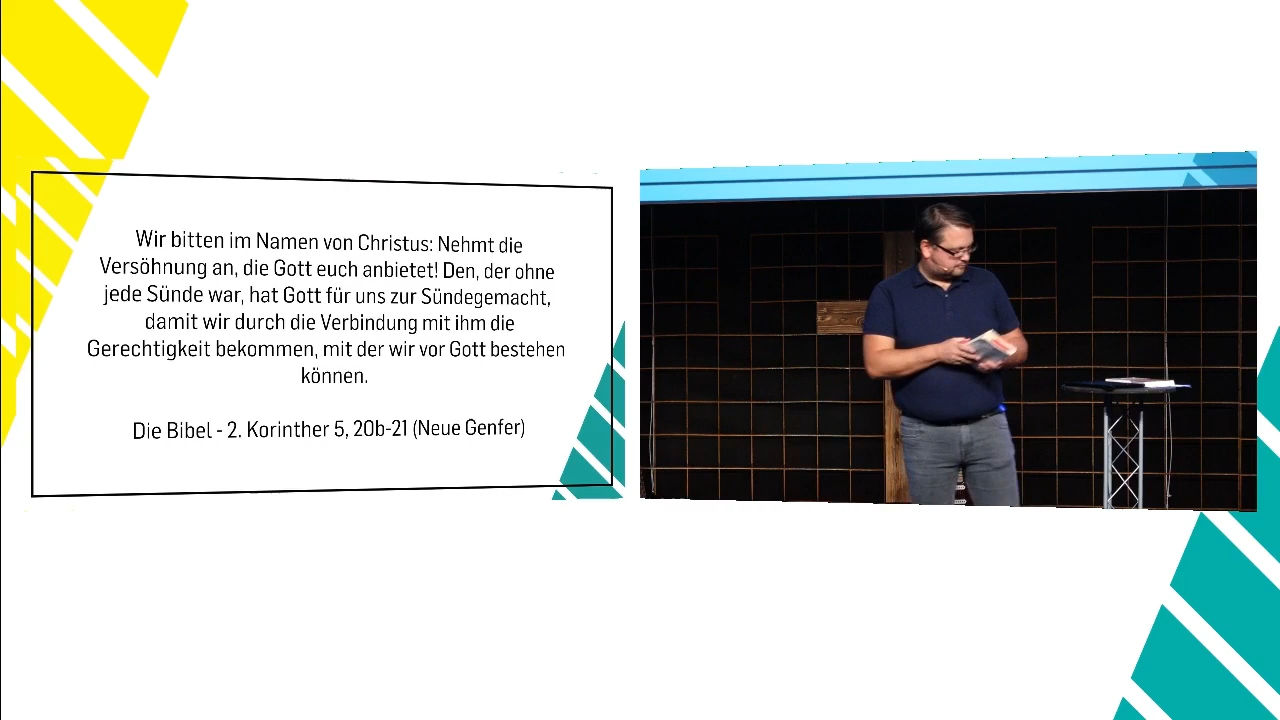 Wir bitten im Namen von Christus: Nehmt die
Versöhnung an, die Gott euch anbietet! Den, der ohne
jede Sünde war, hat Gott für uns zur Sündegemacht,
damit wir durch die Verbindung mit ihm die
Gerechtigkeit bekommen, mit der wir vor Gott bestehen
können.
Die Bibel - 2. Korinther 5, 20b-21 (Neue Genfer)